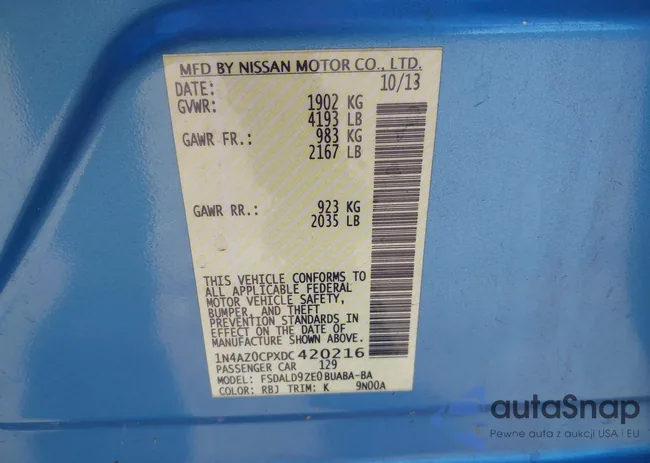 MFD BY NISSAN MOTOR CO., LTD.
DATE: 10/13
GVWR: 1902 KG
4193 LB
GAWR FR.: 983 KG
2167 LB
GAWR RR.: 923 KG
2035 LB
THIS VEHICLE CONFORMS TO
ALL APPLICABLE FEDERAL
MOTOR VEHICLE SAFETY,
BUMPER, AND THEFT
PREVENTION STANDARDS IN
EFFECT ON THE DATE OF
MANUFACTURE SHOWN ABOVE.
1N4AZ0CPXDC420216
PASSENGER CAR 129
MODEL: FSDALD9ZE0BUABA-BA
COLOR: RBJ TRIM: K 9N00A
autaSnap
Pewne auta z aukcji USA i EU